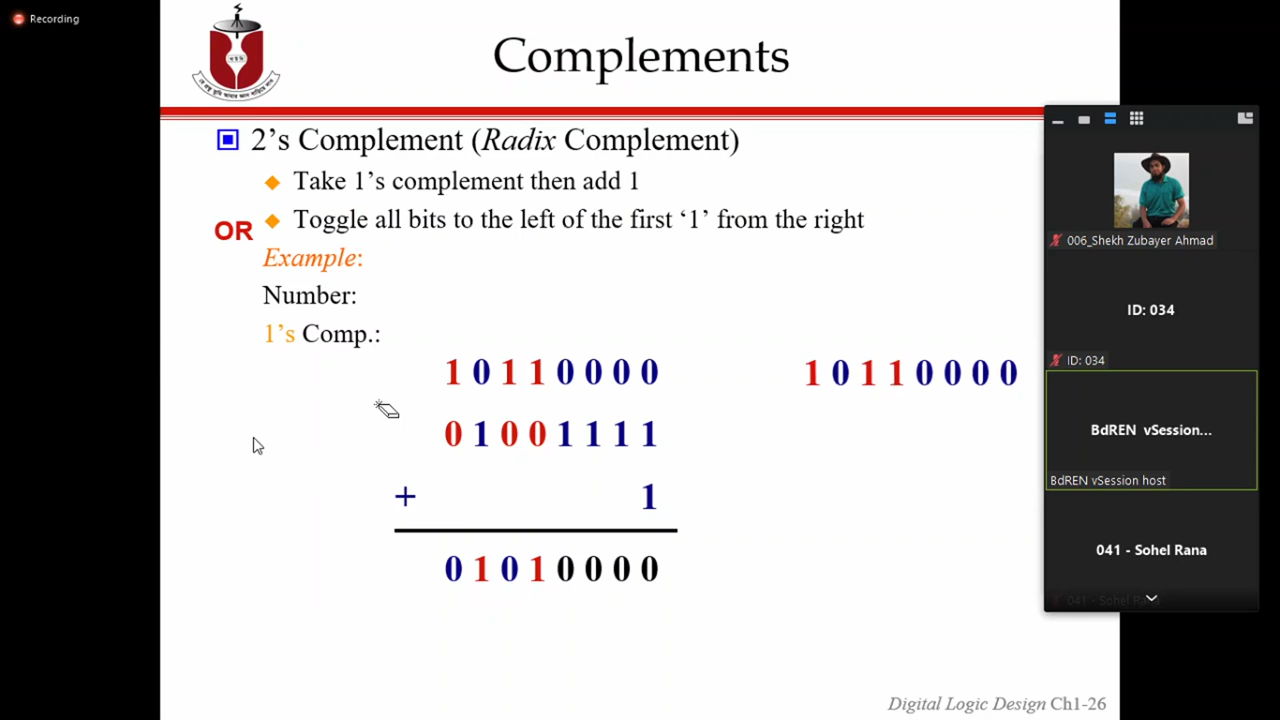 Recording
Complements
2's Complement (Radix Complement)
Take 1's complement then add 1
OR Toggle all bits to the left of the first ‘1’ from the right
Example:
Number:
1's Comp.:
1 0 1 1 0 0 0 0
0 1 0 0 1 1 1 1
+ 1
0 1 0 1 0 0 0 0
1 0 1 1 0 0 0 0
Digital Logic Design Ch1-26
006_Shekh Zubayer Ahmad
ID: 034
ID: 034
BdREN vSession...
BdREN vSession host
041 - Sohel Rana
041 - Sohel Rana